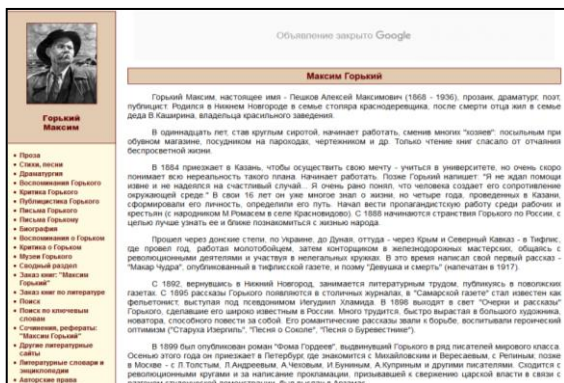 Объявление закрыто Google
Горький
Максим
• Проза
• Стихи, песни
• Драматургия
• Воспоминания Горького
• Критика Горького
• Публицистика Горького
• Письма Горького
• Письма Горькому
• Биография
• Воспоминания о Горьком
• Критика о Горьком
• Музеи Горького
• Сводный раздел
• Заказ книг: "Максим
Горький"
• Заказ книг по литературе
• Поиск
• Поиск по ключевым
словам
• Сочинения, рефераты:
"Максим Горький"
• Другие литературные
сайты
• Литературные словари и
энциклопедии
• Авторские права
Максим Горький
Горький Максим, настоящее имя - Пешков Алексей Максимович (1868 - 1936), прозаик, драматург, поэт,
публицист. Родился в Нижнем Новгороде в семье столяра краснодеревщика, после смерти отца жил в семье
деда В.Каширина, владельца красильного заведения.
В одиннадцать лет, став круглым сиротой, начинает работать, сменив многих "хозяев": посыльным при
обувном магазине, посудником на пароходах, чертежником и др. Только чтение книг спасало от отчаяния
беспросветной жизни.
В 1884 приезжает в Казань, чтобы осуществить свою мечту - учиться в университете, но очень скоро
понимает всю нереальность такого плана. Начинает работать. Позже Горький напишет: "Я не ждал помощи
извне и не надеялся на счастливый случай... Я очень рано понял, что человека создает его сопротивление
окружающей среде." В свои 16 лет он уже многое знал о жизни, но четыре года, проведенных в Казани,
сформировали его личность, определили его путь. Начал вести пропагандистскую работу среди рабочих и
крестьян (с народником М.Ромасем в селе Красновидово). С 1888 начинаются странствия Горького по России, с
целью лучше узнать ее и ближе познакомиться с жизнью народа.
Прошел через донские степи, по Украине, до Дуная, оттуда - через Крым и Северный Кавказ - в Тифлис,
где провел год, работая молотобойцем, затем конторщиком в железнодорожных мастерских, общаясь с
революционными деятелями и участвуя в нелегальных кружках. В это время написал свой первый рассказ -
"Макар Чудра", опубликованный в тифлисской газете, и поэму "Девушка и смерть" (напечатан в 1917).
С 1892, вернувшись в Нижний Новгород, занимается литературным трудом, публикуясь в поволжских
газетах. С 1895 рассказы Горького появляются в столичных журналах, в "Самарской газете" стал известен как
фельетонист, выступая под псевдонимом Иегудиил Хламида. В 1898 выходят в свет "Очерки и рассказы"
Горького, сделавшие его широко известным в России. Много трудится, быстро вырастая в большого художника,
новатора, способного повести за собой. Его романтические рассказы звали к борьбе, воспитывали героический
оптимизм ("Старуха Изергиль", "Песня о Соколе", "Песня о Буревестнике").
В 1899 был опубликован роман "Фома Гордеев", выдвинувший Горького в ряд писателей мирового класса.
Осенью этого года он приезжает в Петербург, где знакомится с Михайловским и Вересаевым, с Репиным; позже
в Москве - с Л.Толстым, Л.Андреевым, А.Чеховым, И.Буниным, А.Куприным и другими писателями. Сходится с
революционными кругами и за написание прокламации, призывавшей к свержению царской власти в связи с